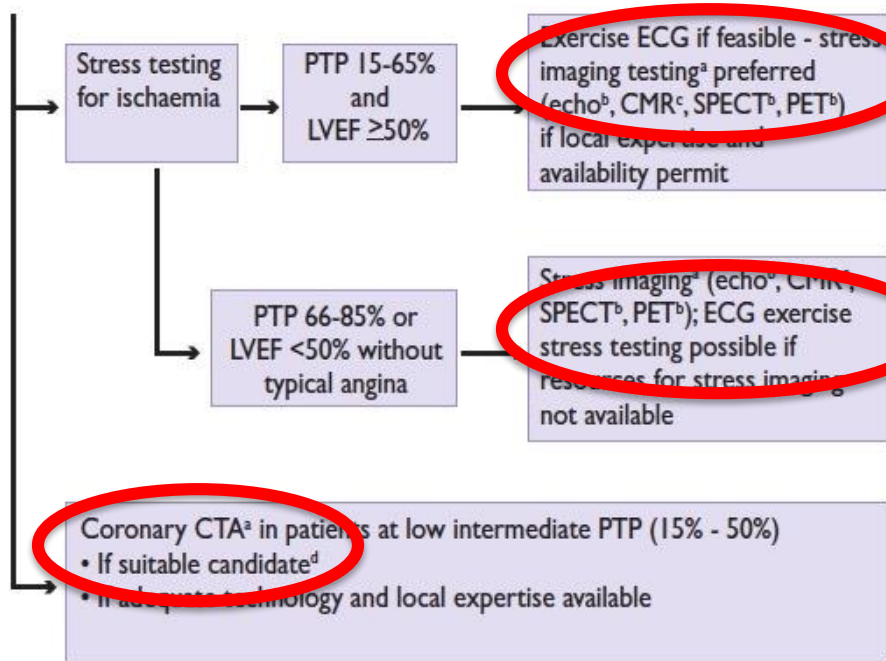 Stress testing
for ischaemia
PTP 15-65%
and
LVEF ≥50%
Exercise ECG if feasible - stress
imaging testingᵃ preferred
(echoᵇ, CMRᶜ, SPECTᵇ, PETᵇ)
if local expertise and
availability permit
PTP 66-85% or
LVEF <50% without
typical angina
Stress imagingᵃ (echoᵇ, CMRᶜ,
SPECTᵇ, PETᵇ); ECG exercise
stress testing possible if
resources for stress imaging
not available
Coronary CTAᵃ in patients at low intermediate PTP (15% - 50%)
• If suitable candidateᵈ
• If adequate technology and local expertise available